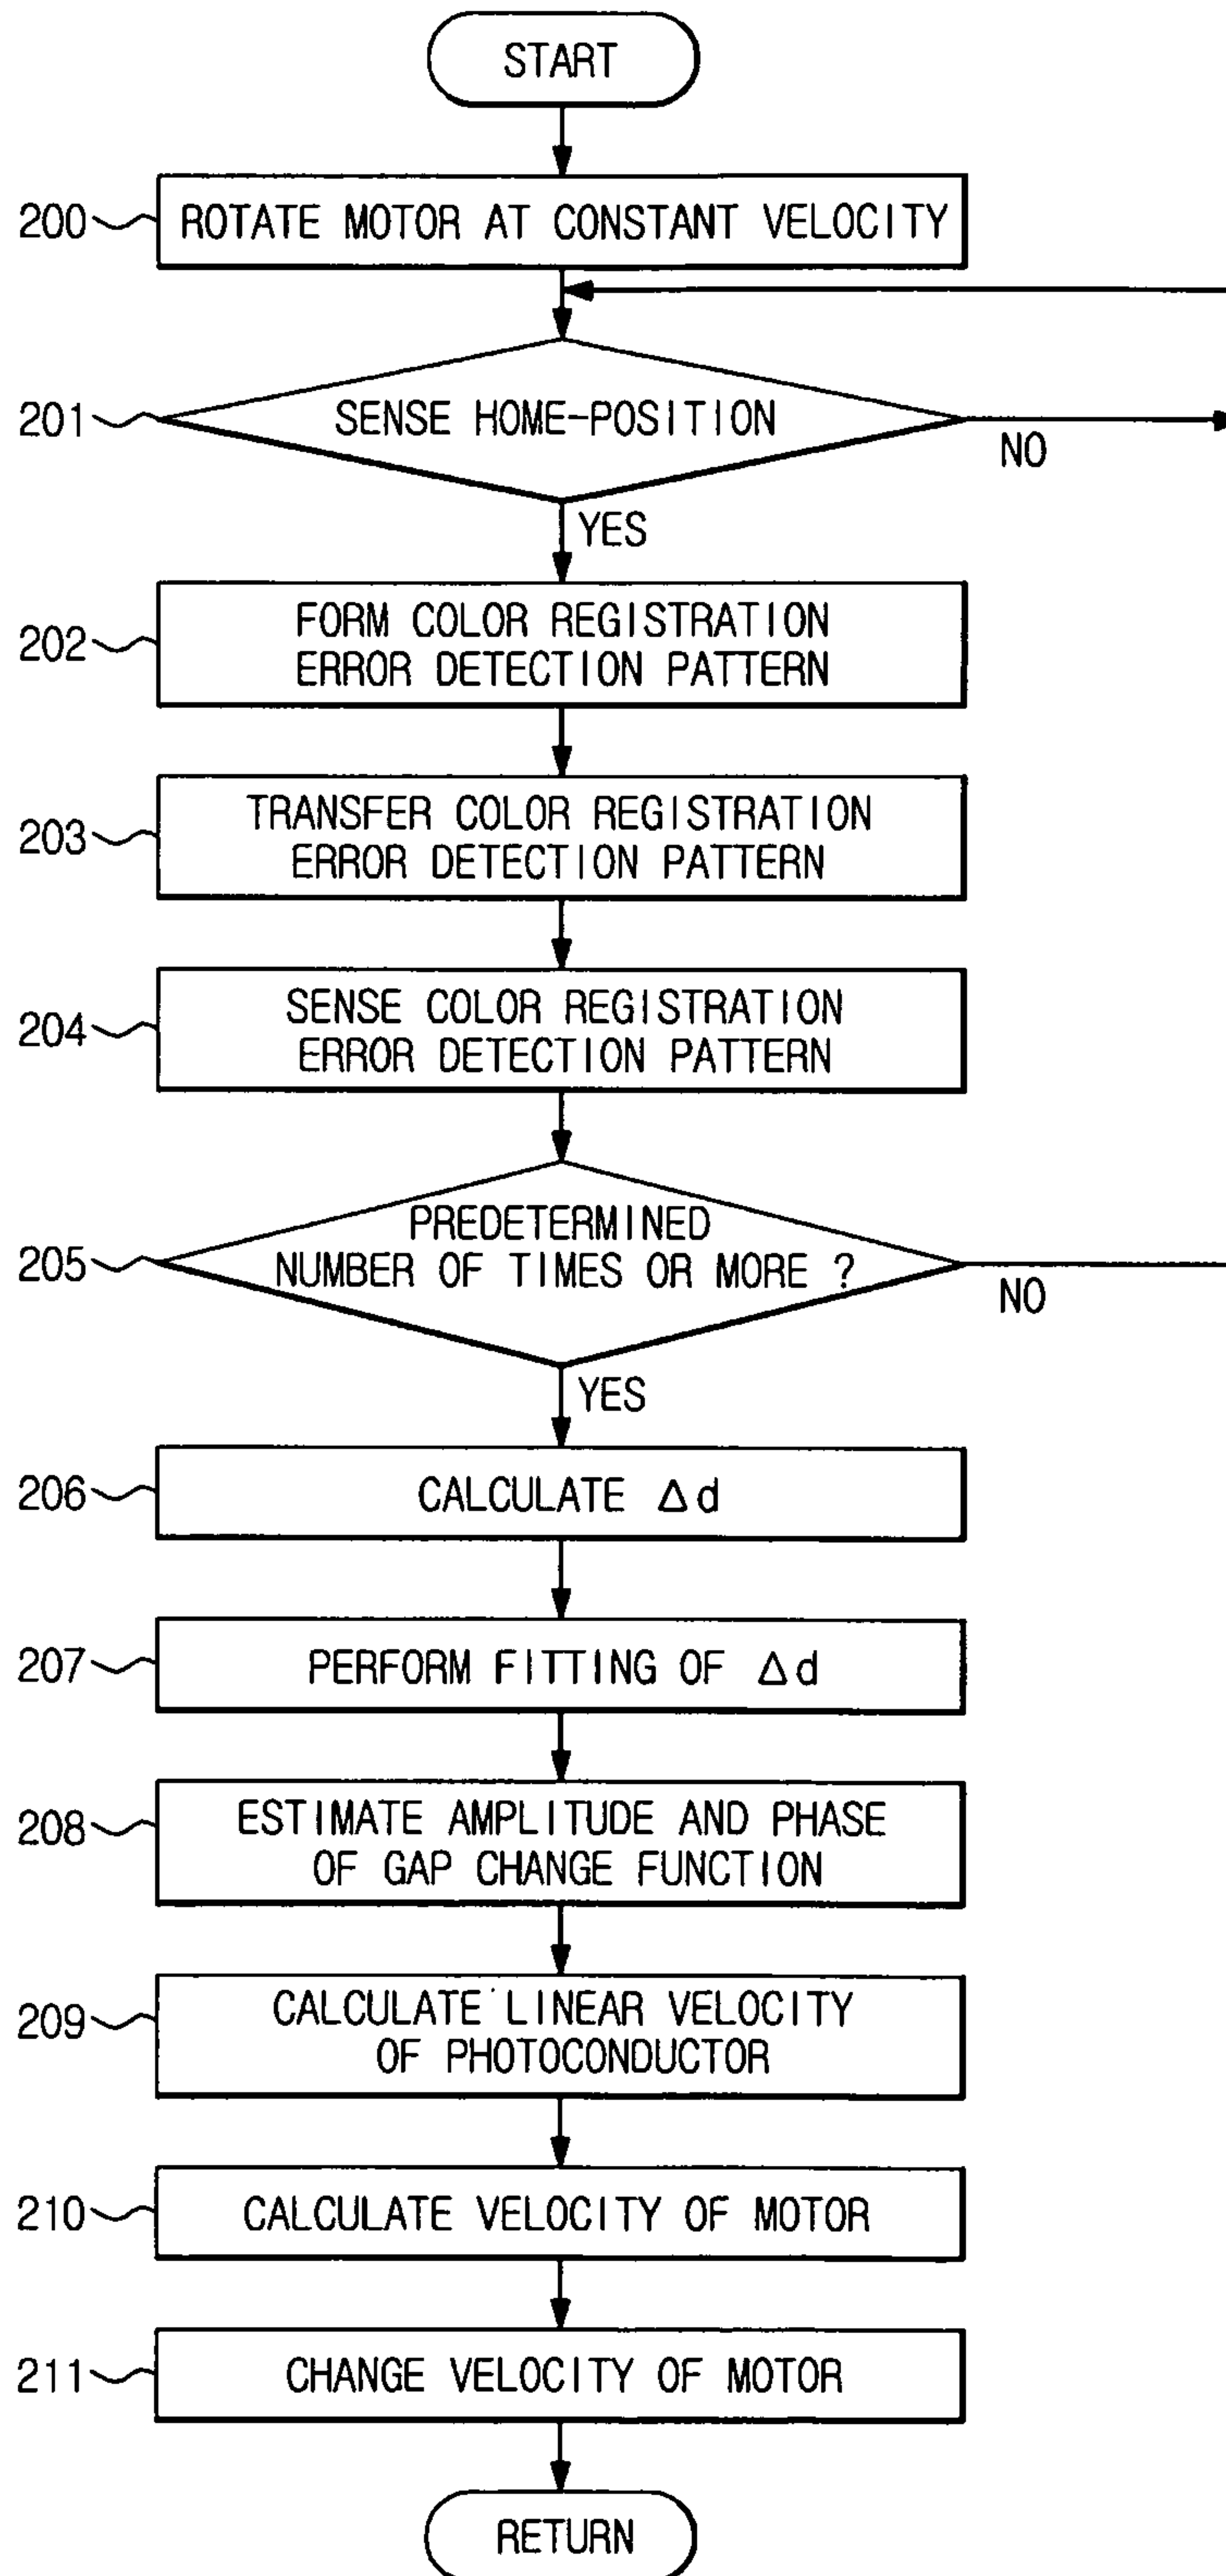 START
200
ROTATE MOTOR AT CONSTANT VELOCITY
201
SENSE HOME-POSITION
NO
YES
202
FORM COLOR REGISTRATION
ERROR DETECTION PATTERN
203
TRANSFER COLOR REGISTRATION
ERROR DETECTION PATTERN
204
SENSE COLOR REGISTRATION
ERROR DETECTION PATTERN
205
PREDETERMINED
NUMBER OF TIMES OR MORE ?
NO
YES
206
CALCULATE Δd
207
PERFORM FITTING OF Δd
208
ESTIMATE AMPLITUDE AND PHASE
OF GAP CHANGE FUNCTION
209
CALCULATE LINEAR VELOCITY
OF PHOTOCONDUCTOR
210
CALCULATE VELOCITY OF MOTOR
211
CHANGE VELOCITY OF MOTOR
RETURN